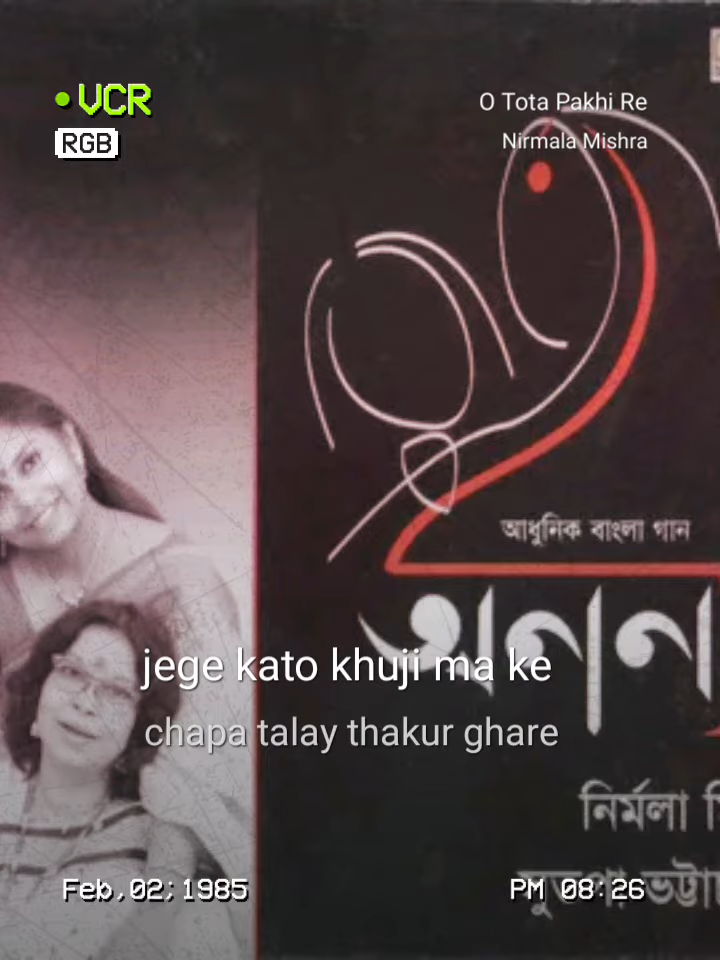 VCR
O Tota Pakhi Re
RGB
Nirmala Mishra
আধুনিক বাংলা গান
jege kato khuji ma ke
chapa talay thakur ghare
নির্মলা
Feb.02;1985
PM 08:26